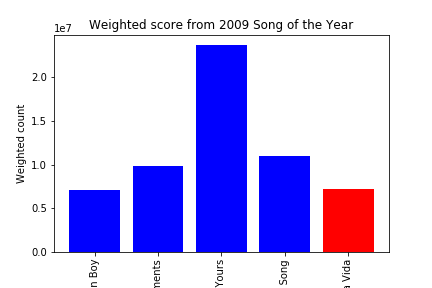 Weighted score from 2009 Song of the Year
1e7
Weighted count
2.0
1.5
1.0
0.5
0.0
n Boy
ments
Yours
Song
a Vida